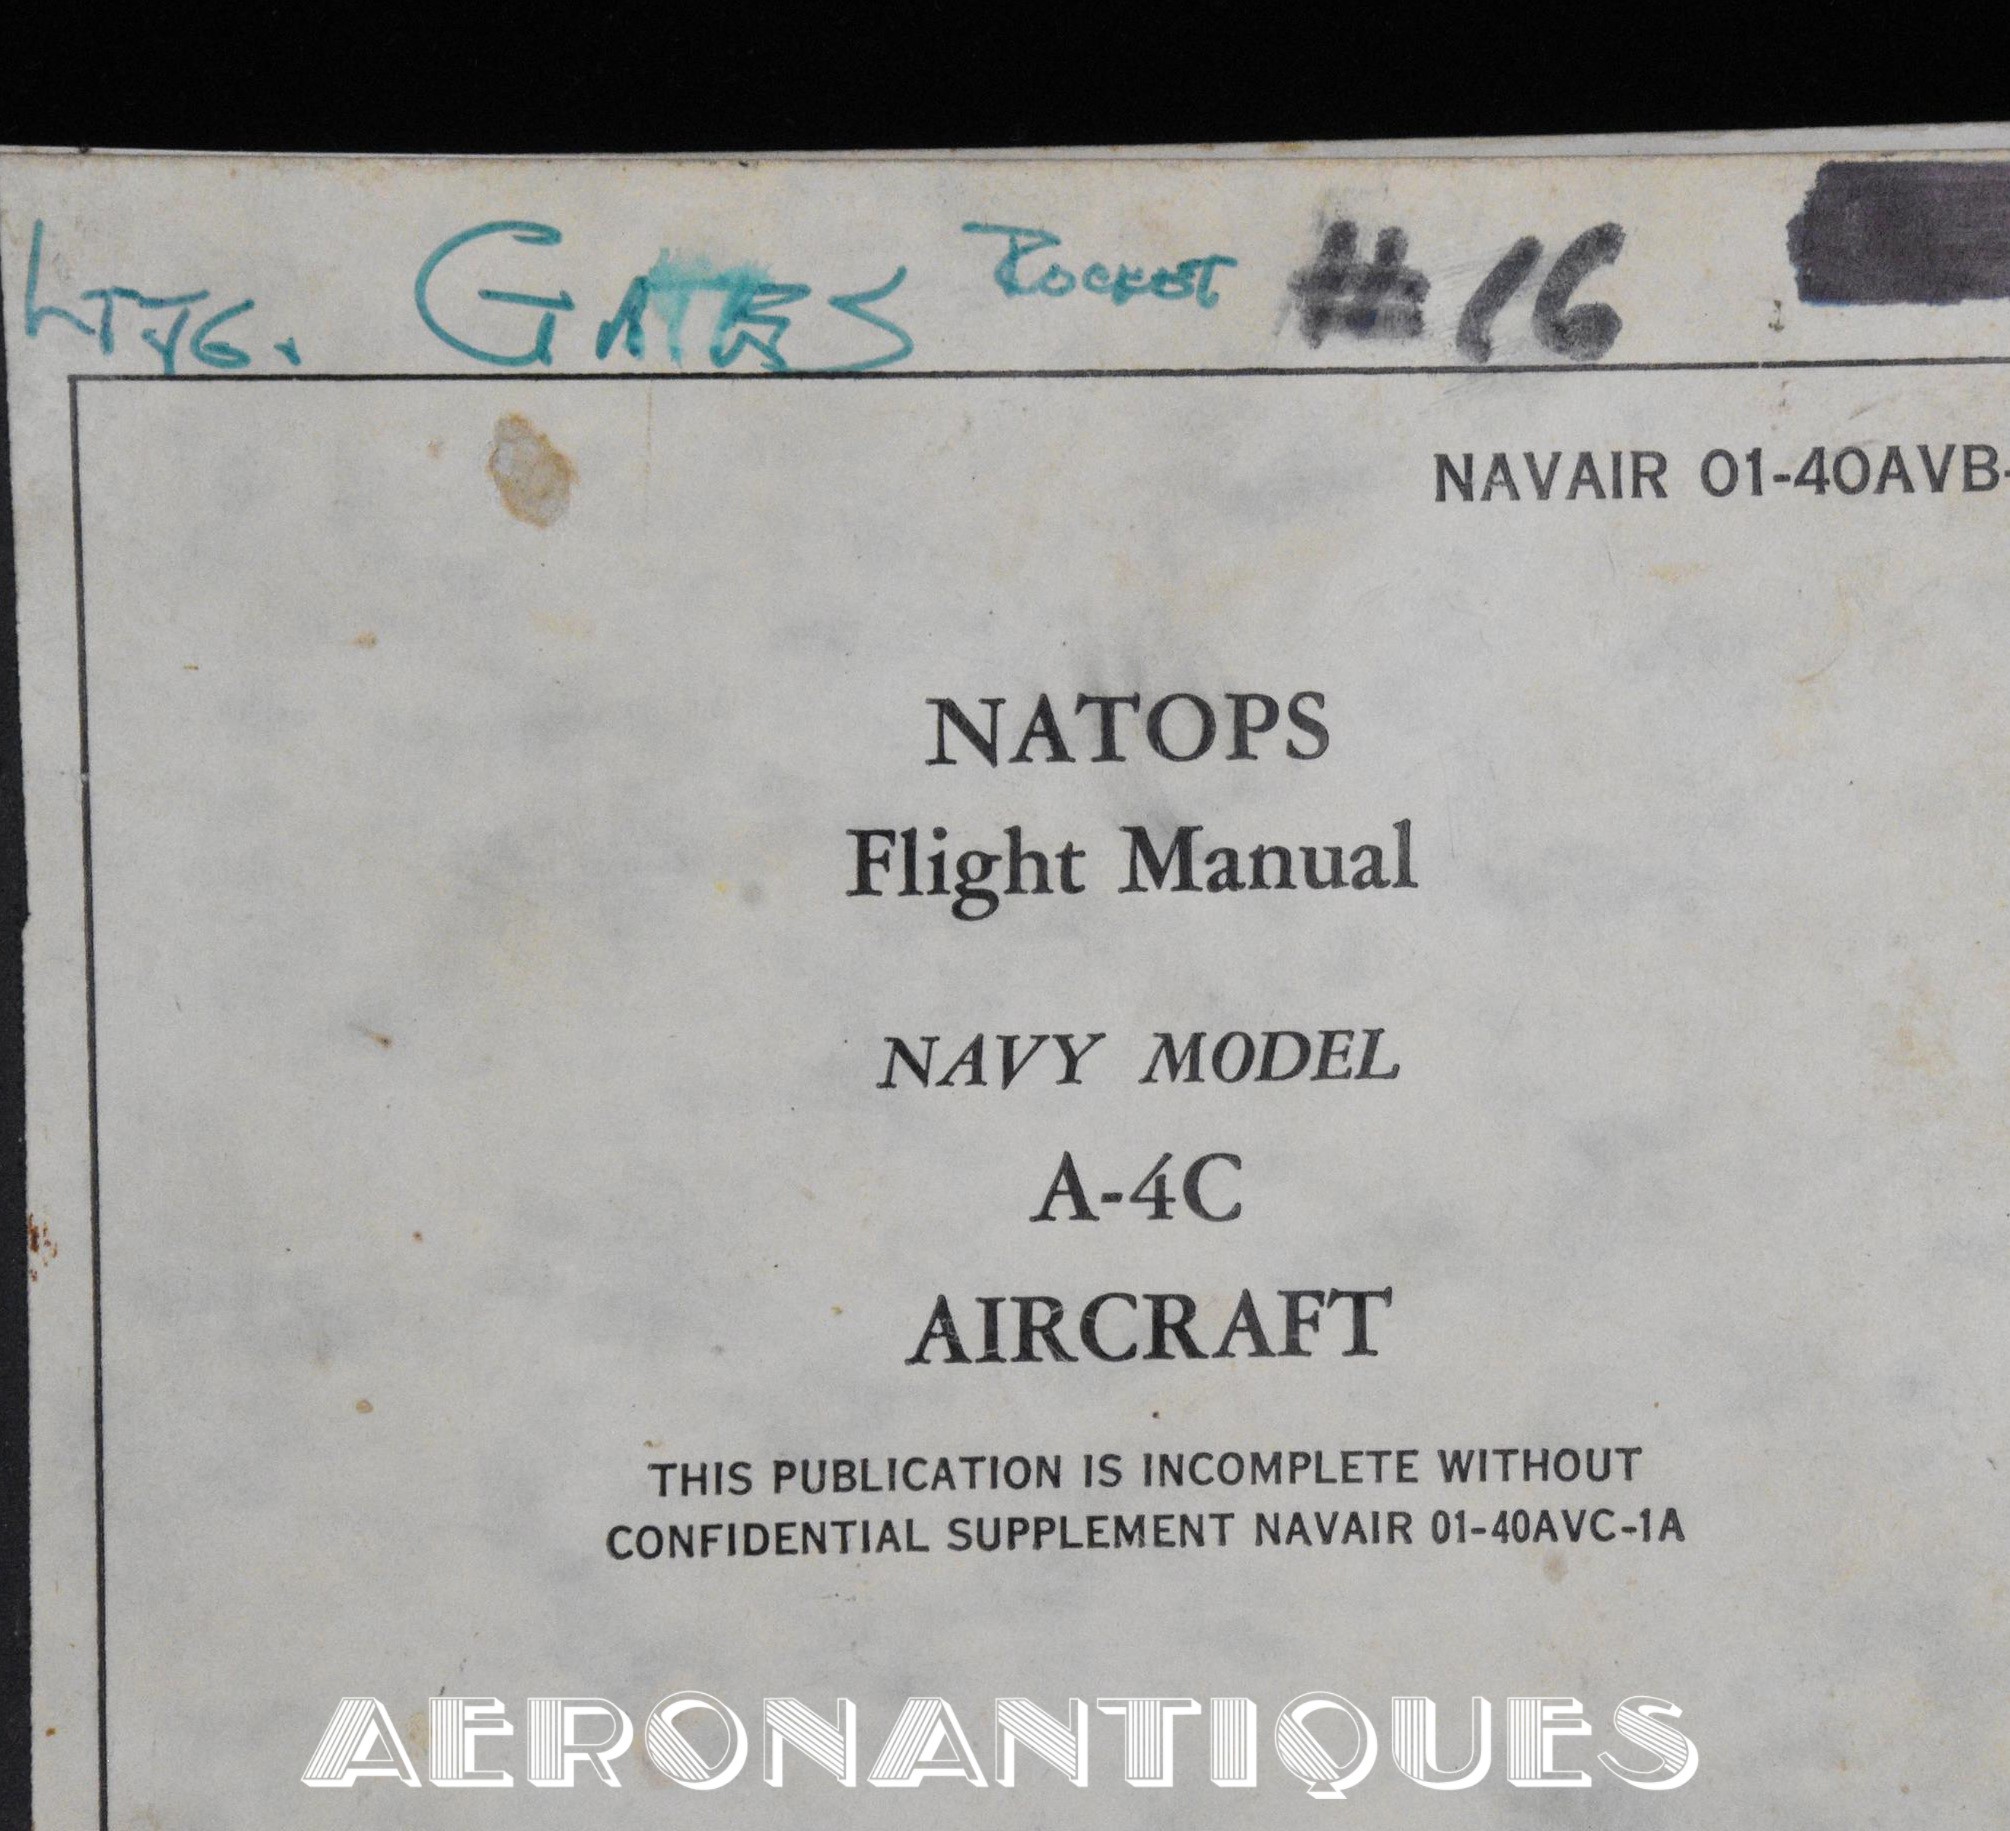 LTJG. GATES ROCKET #16
NAVAIR 01-40AVB-
NATOPS
Flight Manual
NAVY MODEL
A-4C
AIRCRAFT
THIS PUBLICATION IS INCOMPLETE WITHOUT
CONFIDENTIAL SUPPLEMENT NAVAIR 01-40AVC-1A
AERONANTIQUES